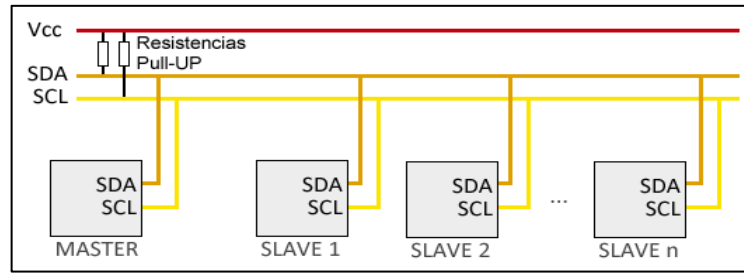 Vcc
Resistencias
Pull-UP
SDA
SCL
SDA
SCL
MASTER
SDA
SCL
SLAVE 1
SDA
SCL
SLAVE 2
...
SDA
SCL
SLAVE n